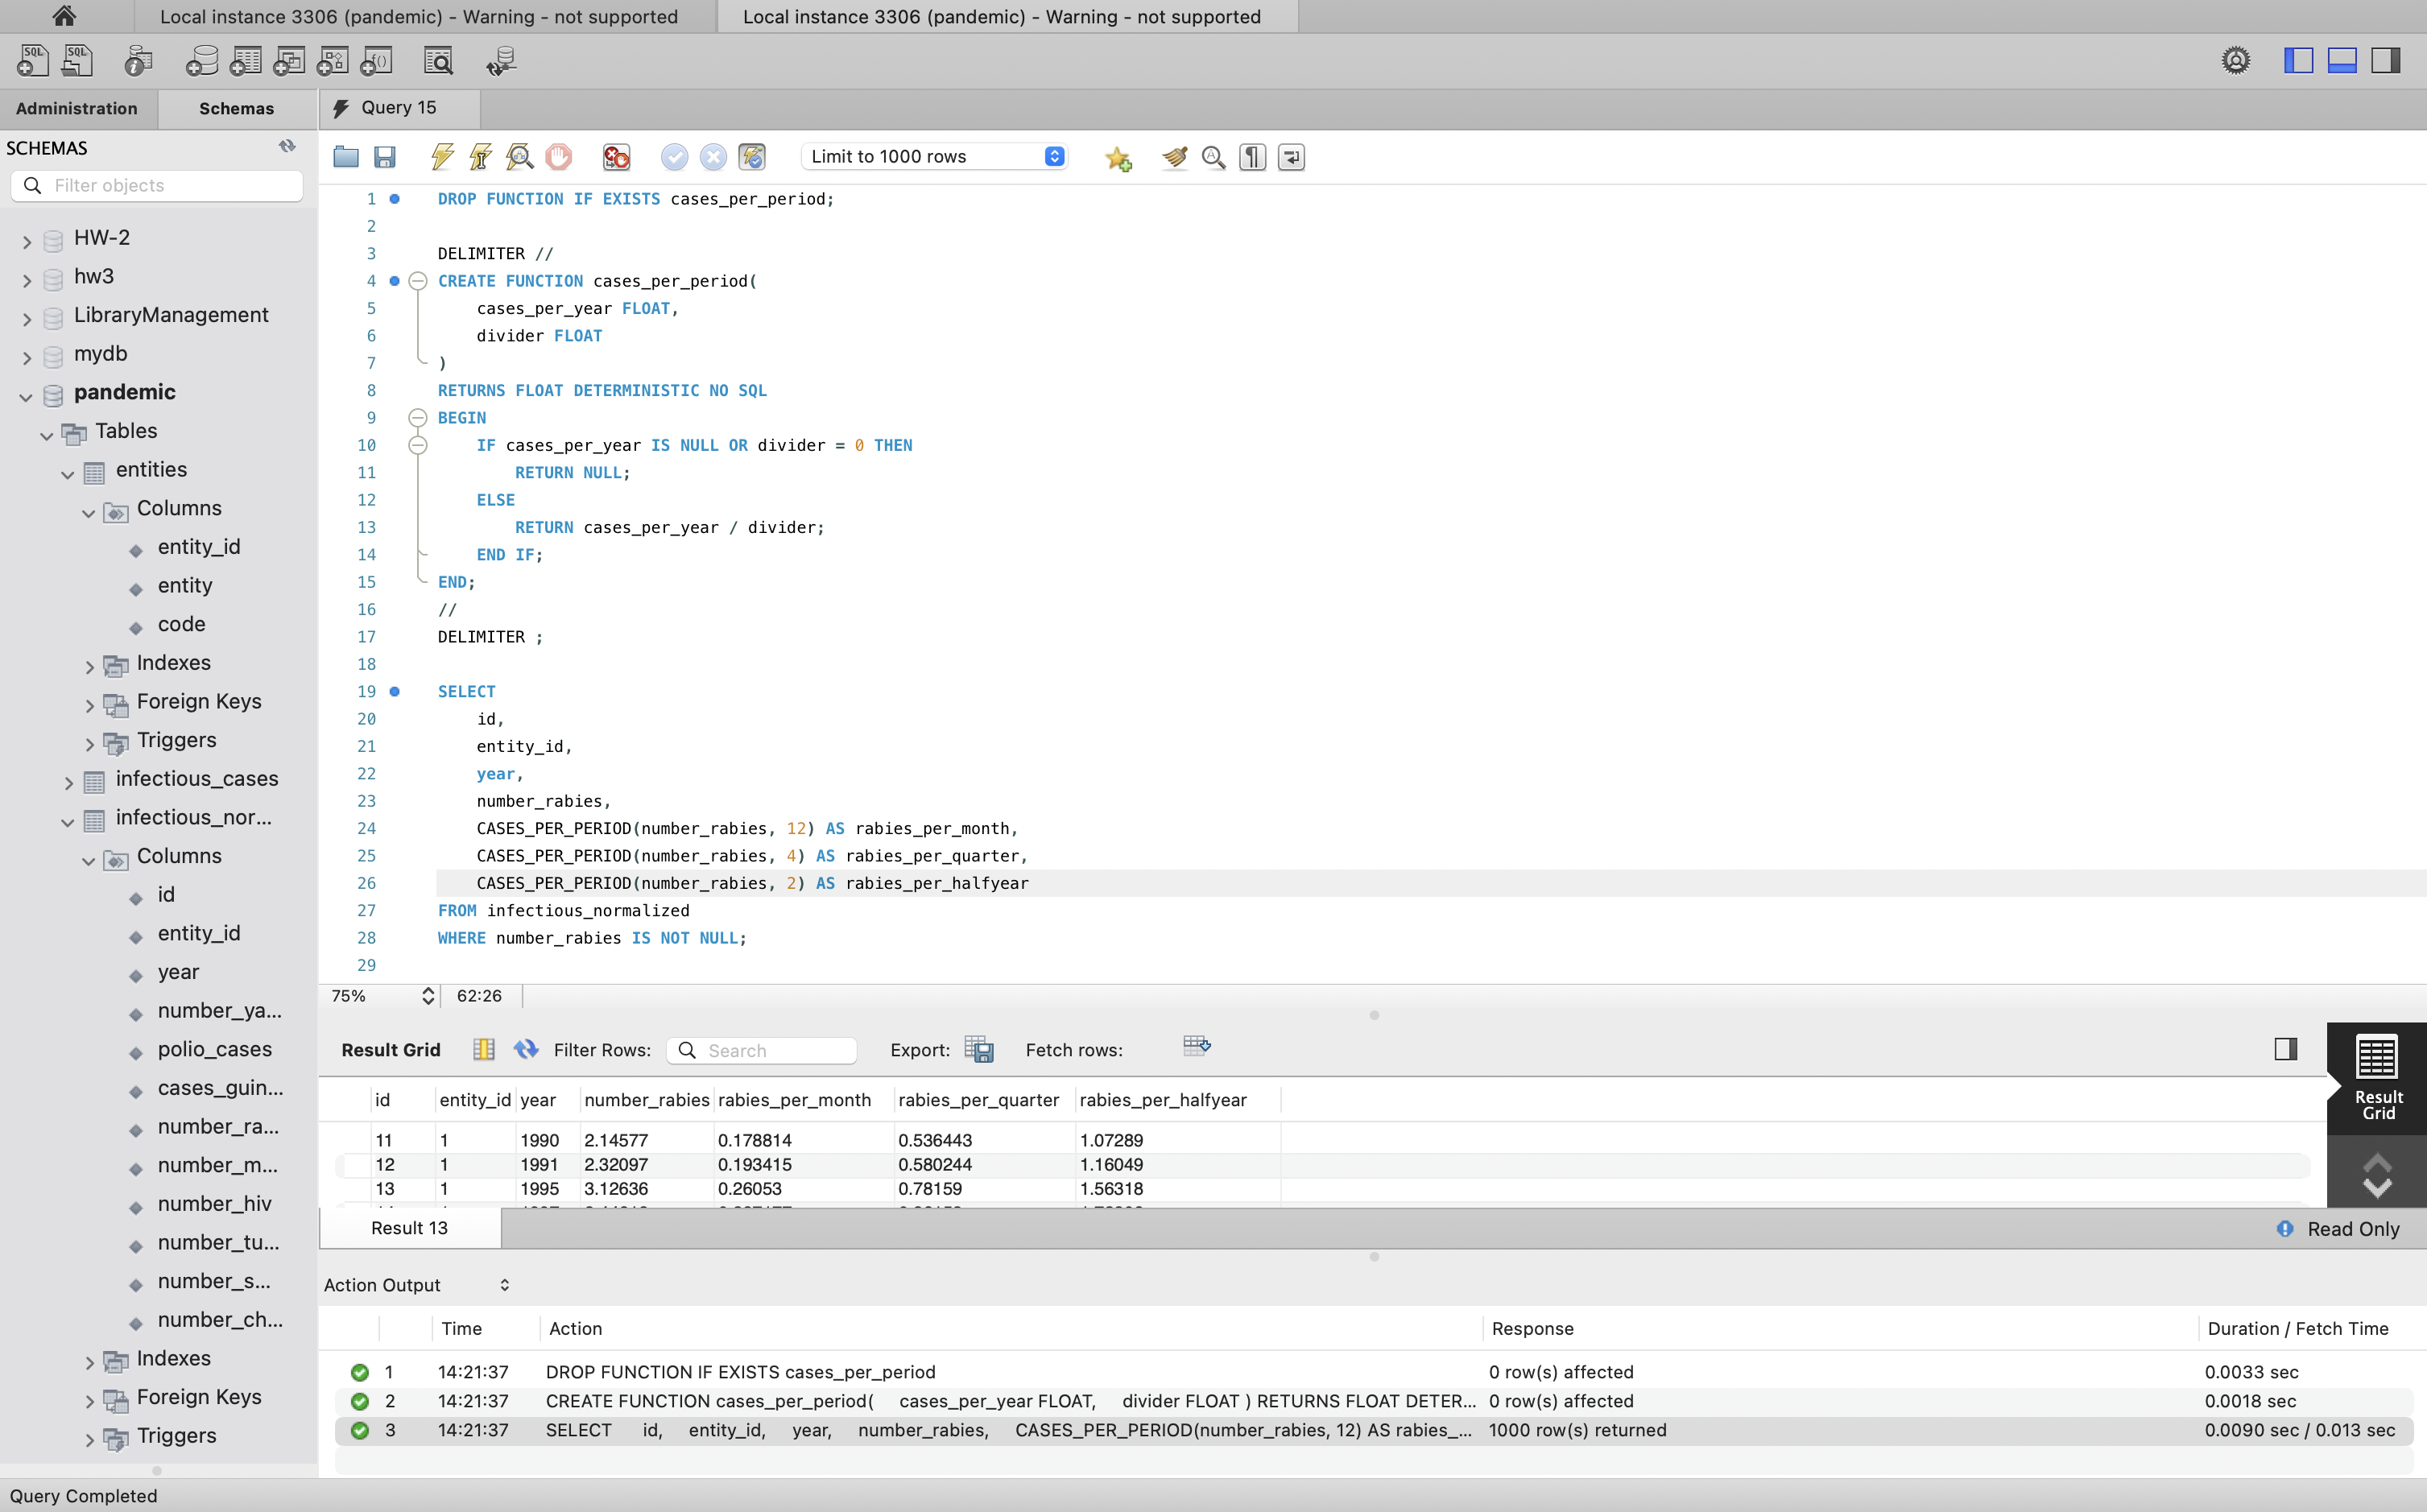 Local instance 3306 (pandemic) - Warning - not supported
Local instance 3306 (pandemic) - Warning - not supported
Administration
Schemas
Query 15
SCHEMAS
Filter objects
Limit to 1000 rows
HW-2
hw3
LibraryManagement
mydb
pandemic
Tables
entities
Columns
entity_id
entity
code
Indexes
Foreign Keys
Triggers
infectious_cases
infectious_nor...
Columns
id
entity_id
year
number_ya...
polio_cases
cases_guin...
number_ra...
number_m...
number_hiv
number_tu...
number_s...
number_ch...
Indexes
Foreign Keys
Triggers
1 DROP FUNCTION IF EXISTS cases_per_period;
2
3 DELIMITER //
4 CREATE FUNCTION cases_per_period(
5 cases_per_year FLOAT,
6 divider FLOAT
7 )
8 RETURNS FLOAT DETERMINISTIC NO SQL
9 BEGIN
10 IF cases_per_year IS NULL OR divider = 0 THEN
11 RETURN NULL;
12 ELSE
13 RETURN cases_per_year / divider;
14 END IF;
15 END;
16 //
17 DELIMITER ;
18
19 SELECT
20 id,
21 entity_id,
22 year,
23 number_rabies,
24 CASES_PER_PERIOD(number_rabies, 12) AS rabies_per_month,
25 CASES_PER_PERIOD(number_rabies, 4) AS rabies_per_quarter,
26 CASES_PER_PERIOD(number_rabies, 2) AS rabies_per_halfyear
27 FROM infectious_normalized
28 WHERE number_rabies IS NOT NULL;
29
75% 62:26
Result Grid Filter Rows: Search Export: Fetch rows:
id entity_id year number_rabies rabies_per_month rabies_per_quarter rabies_per_halfyear
11 1 1990 2.14577 0.178814 0.536443 1.07289
12 1 1991 2.32097 0.193415 0.580244 1.16049
13 1 1995 3.12636 0.26053 0.78159 1.56318
Result
Grid
Result 13
Read Only
Action Output
Time Action Response Duration / Fetch Time
1 14:21:37 DROP FUNCTION IF EXISTS cases_per_period 0 row(s) affected 0.0033 sec
2 14:21:37 CREATE FUNCTION cases_per_period( cases_per_year FLOAT, divider FLOAT ) RETURNS FLOAT DETER... 0 row(s) affected 0.0018 sec
3 14:21:37 SELECT id, entity_id, year, number_rabies, CASES_PER_PERIOD(number_rabies, 12) AS rabies_... 1000 row(s) returned 0.0090 sec / 0.013 sec
Query Completed